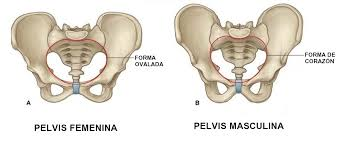 FORMA
OVALADA
FORMA DE
CORAZÓN
A
B
PELVIS FEMENINA
PELVIS MASCULINA